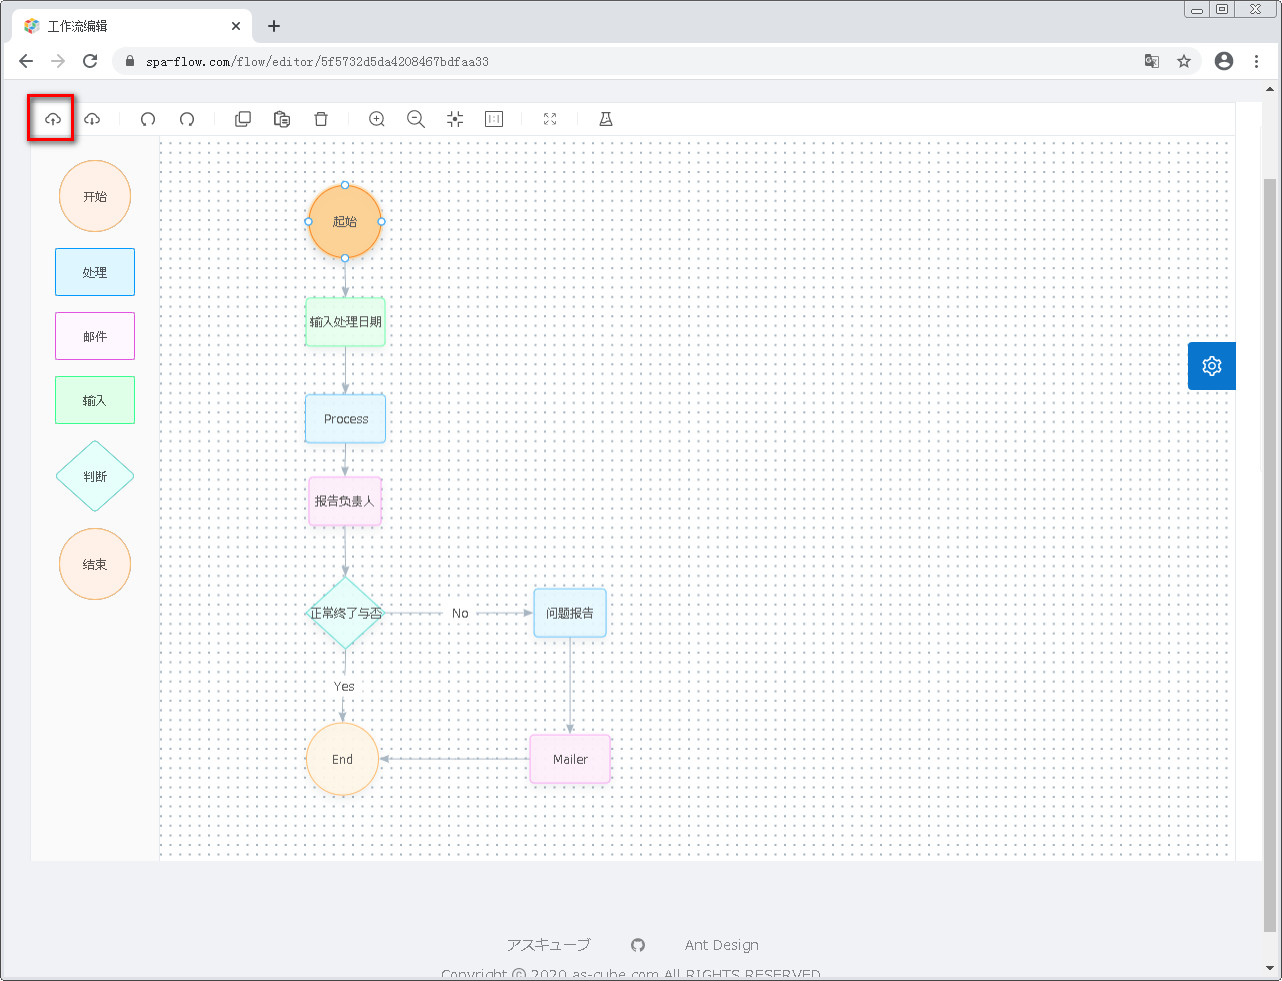 工作流编辑
spa-flow.com/flow/editor/5f5732d5da4208467bdfaa33
开始
处理
邮件
输入
判断
结束
起始
输入处理日期
Process
报告负责人
正常终了与否
No
问题报告
Yes
End
Mailer
アスキューブ
Ant Design
Copyright © 2020 as-cube.com All RIGHTS RESERVED